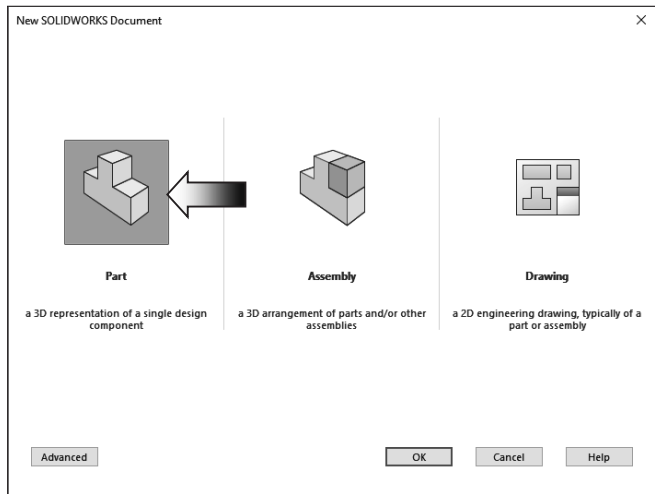 New SOLIDWORKS Document
Part
Assembly
Drawing
a 3D representation of a single design
component
a 3D arrangement of parts and/or other
assemblies
a 2D engineering drawing, typically of a
part or assembly
Advanced
OK
Cancel
Help